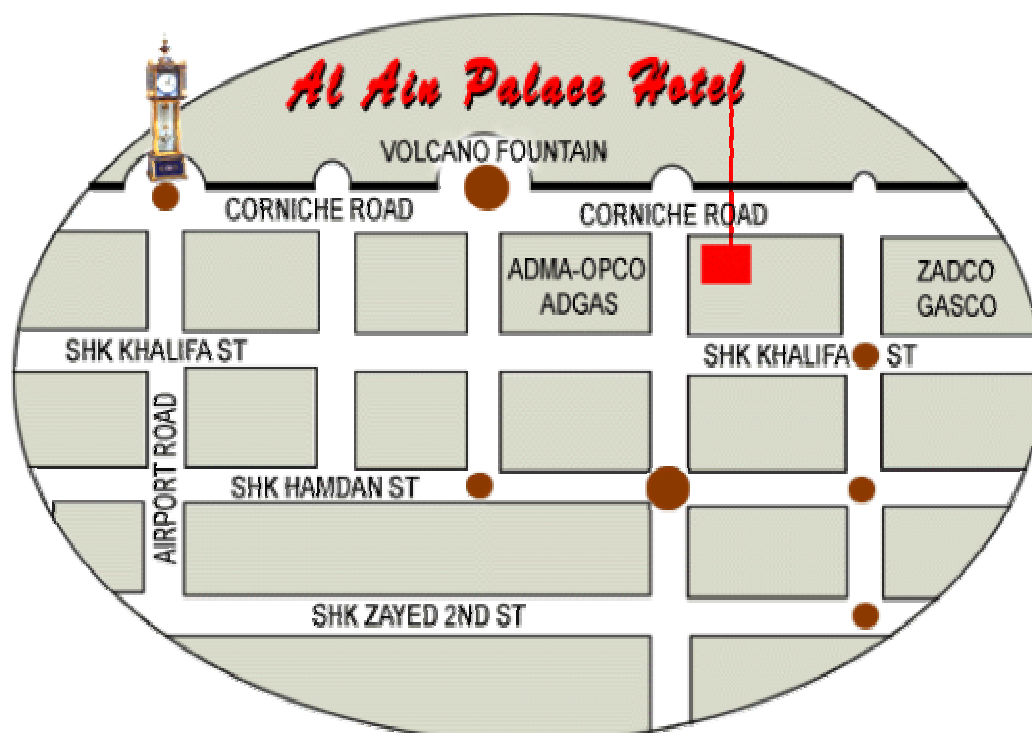 Al Ain Palace Hotel
VOLCANO FOUNTAIN
CORNICHE ROAD
CORNICHE ROAD
ADMA-OPCO
ADGAS
ZADCO
GASCO
SHK KHALIFA ST
SHK KHALIFA ST
AIRPORT ROAD
SHK HAMDAN ST
SHK ZAYED 2ND ST